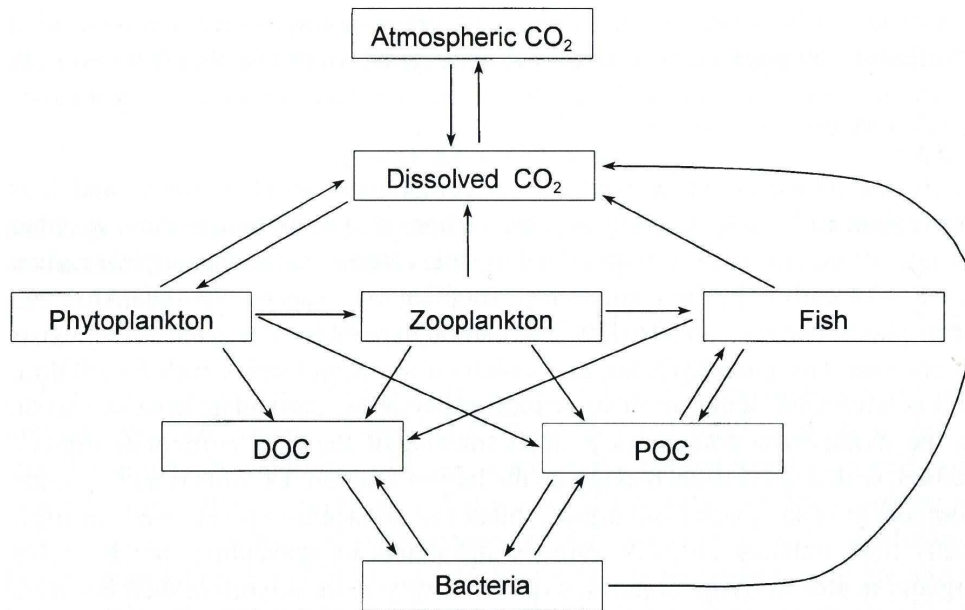 Atmospheric CO₂
Dissolved CO₂
Phytoplankton
Zooplankton
Fish
DOC
POC
Bacteria